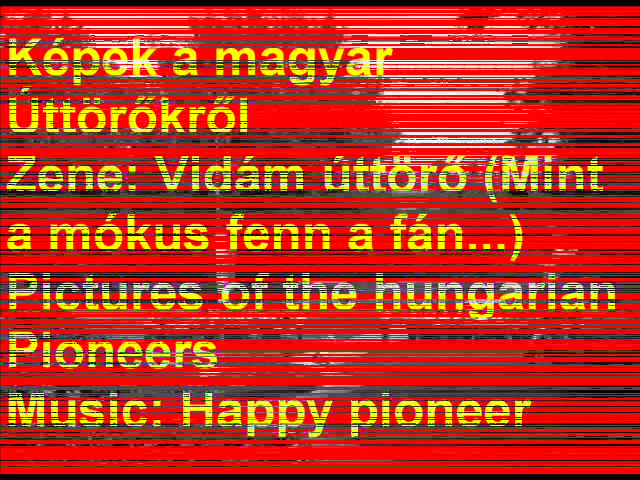 Képek a magyar
Úttörőkről
Zene: Vidám úttörő (Mint
a mókus fenn a fán...)
Pictures of the hungarian
Pioneers
Music: Happy pioneer